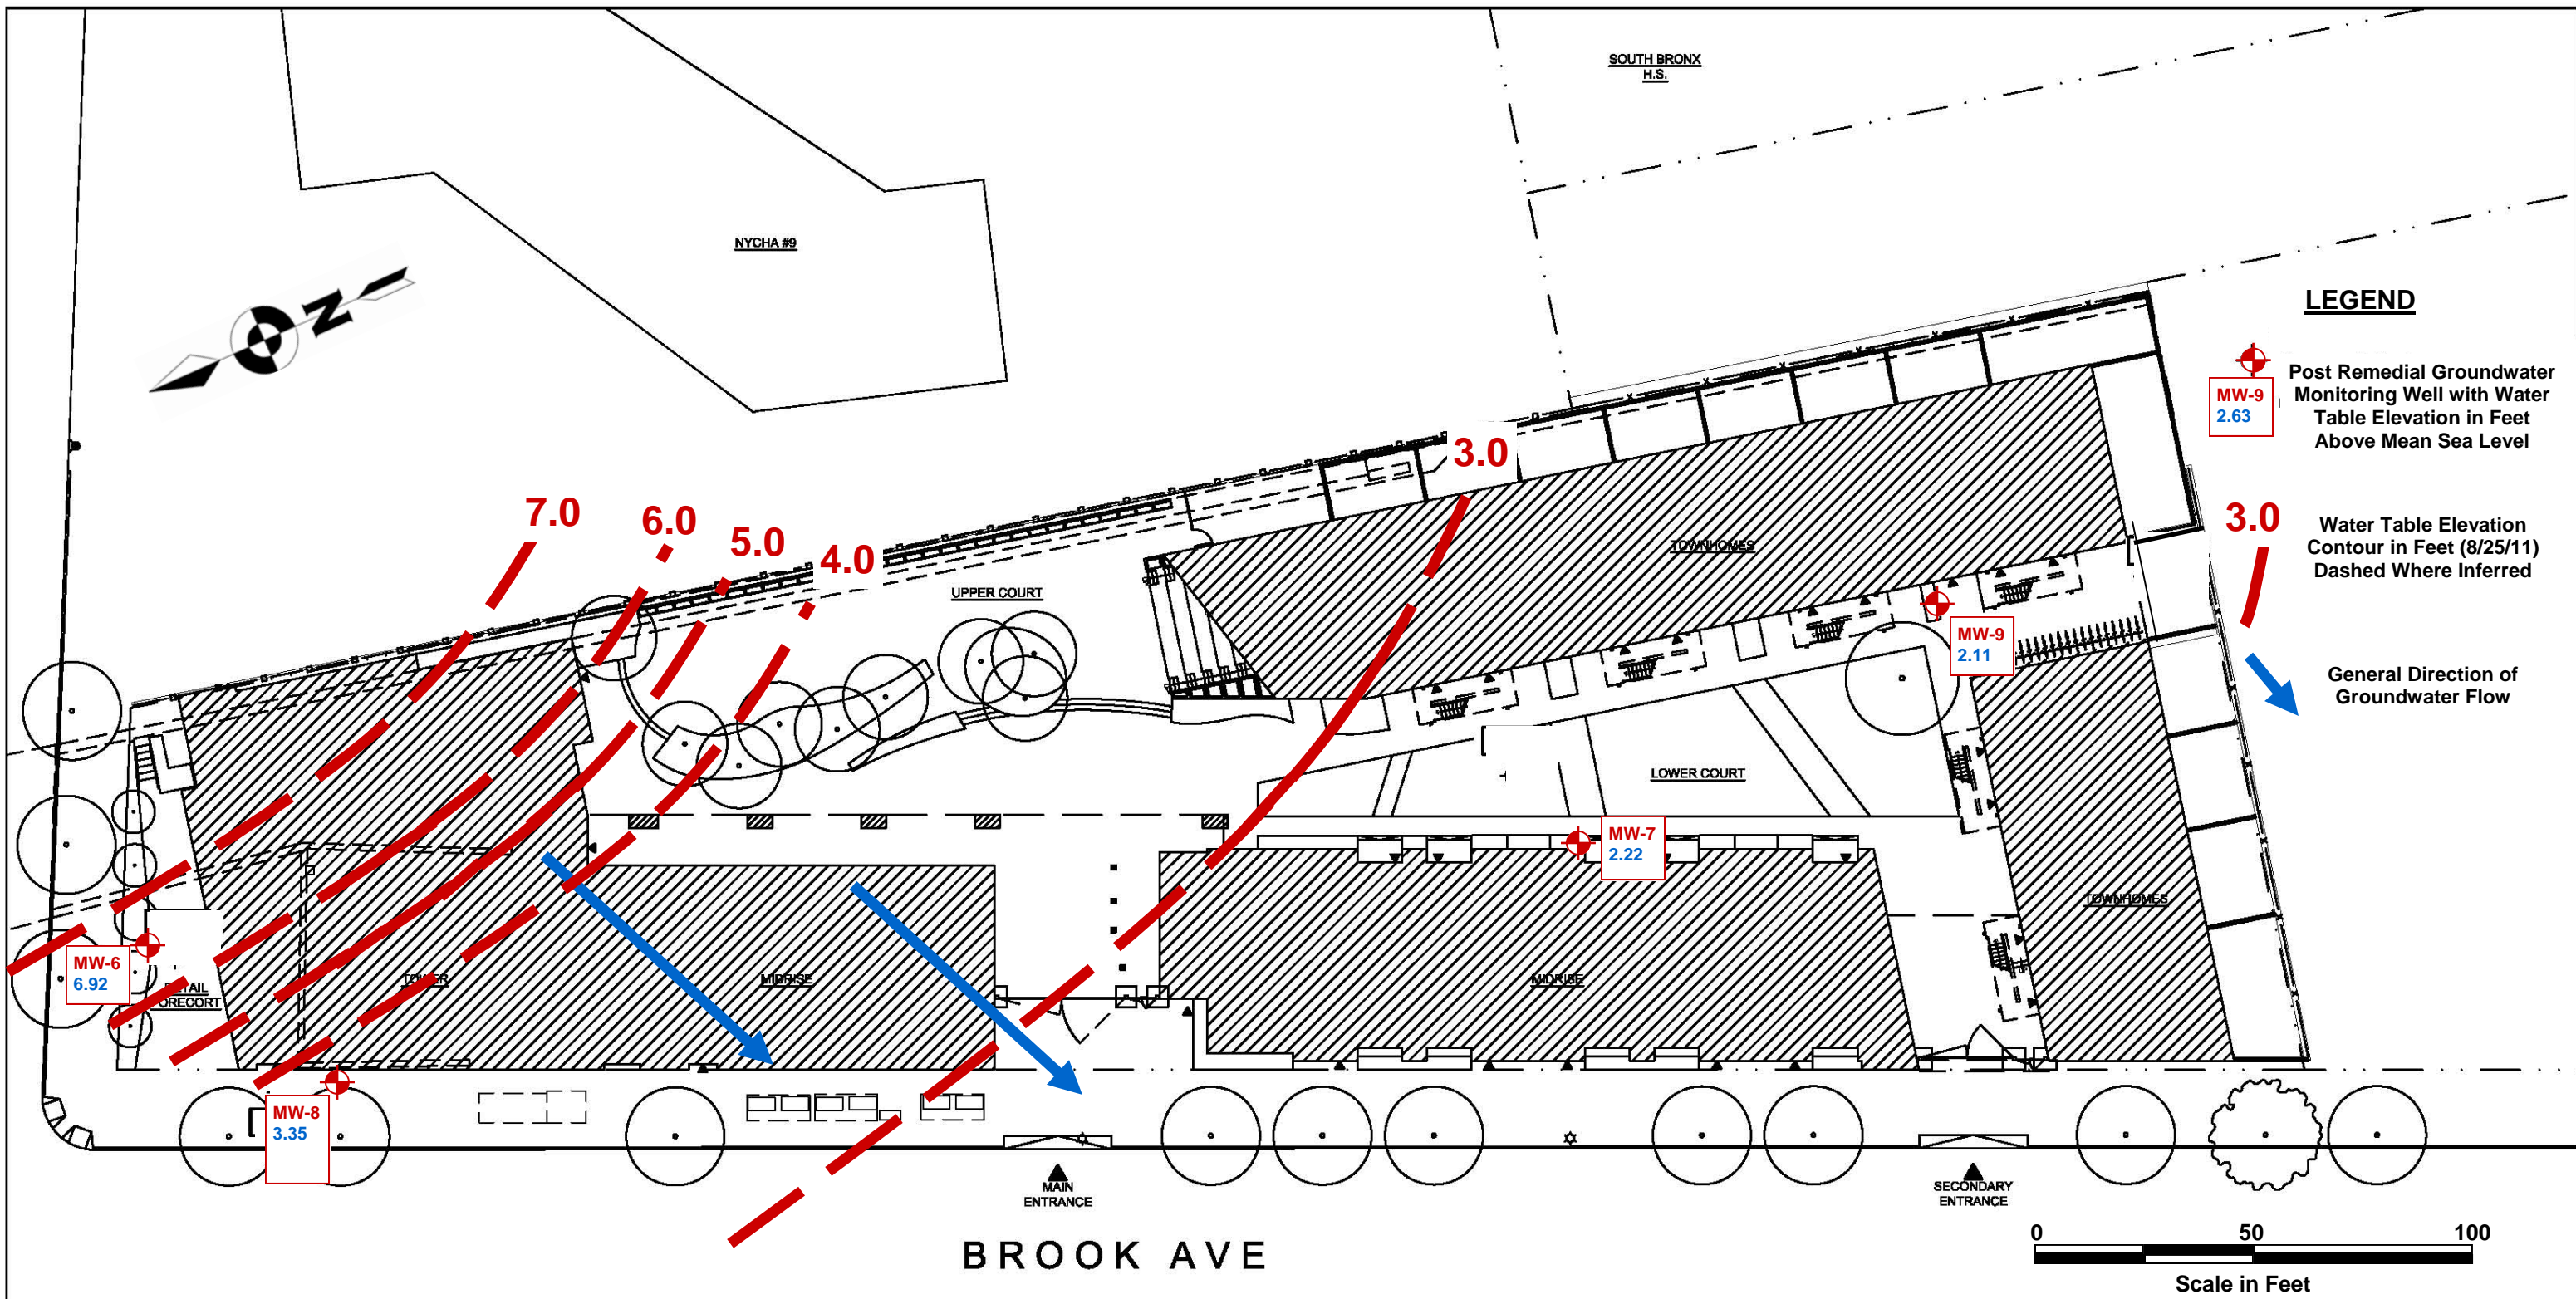 SOUTH BRONX
H.S.
NYCHA #9
N
LEGEND
MW-9
2.63
Post Remedial Groundwater
Monitoring Well with Water
Table Elevation in Feet
Above Mean Sea Level
3.0
Water Table Elevation
Contour in Feet (8/25/11)
Dashed Where Inferred
General Direction of
Groundwater Flow
7.0
6.0
5.0
4.0
3.0
UPPER COURT
TOWNHOMES
MW-9
2.11
LOWER COURT
MW-7
2.22
TOWNHOMES
MW-6
6.92
TOWER
MIDRISE
MIDRISE
ORECORT
MW-8
3.35
MAIN
ENTRANCE
SECONDARY
ENTRANCE
BROOK AVE
0 50 100
Scale in Feet